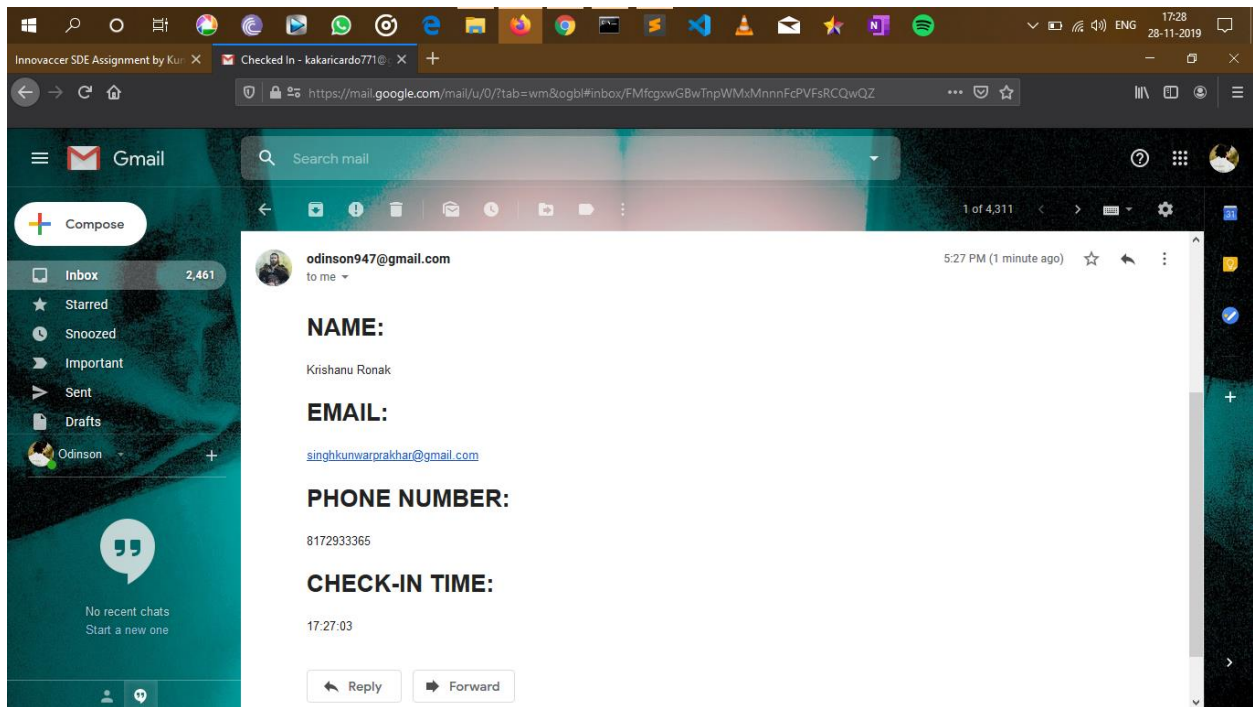 ENG
17:28
28-11-2019
Innovaccer SDE Assignment by Kun
Checked In - kakaricardo771@g
https://mail.google.com/mail/u/0/?tab=wm&ogbl#inbox/FMfcgxwGBwTnpWMxMnnnFcPVFsRCQwQZ
Gmail
Search mail
Compose
1 of 4,311
31
Inbox 2,461
Starred
Snoozed
Important
Sent
Drafts
Odinson
No recent chats
Start a new one
odinson947@gmail.com
5:27 PM (1 minute ago)
to me
NAME:
Krishanu Ronak
EMAIL:
singhkunwarprakhar@gmail.com
PHONE NUMBER:
8172933365
CHECK-IN TIME:
17:27:03
Reply
Forward